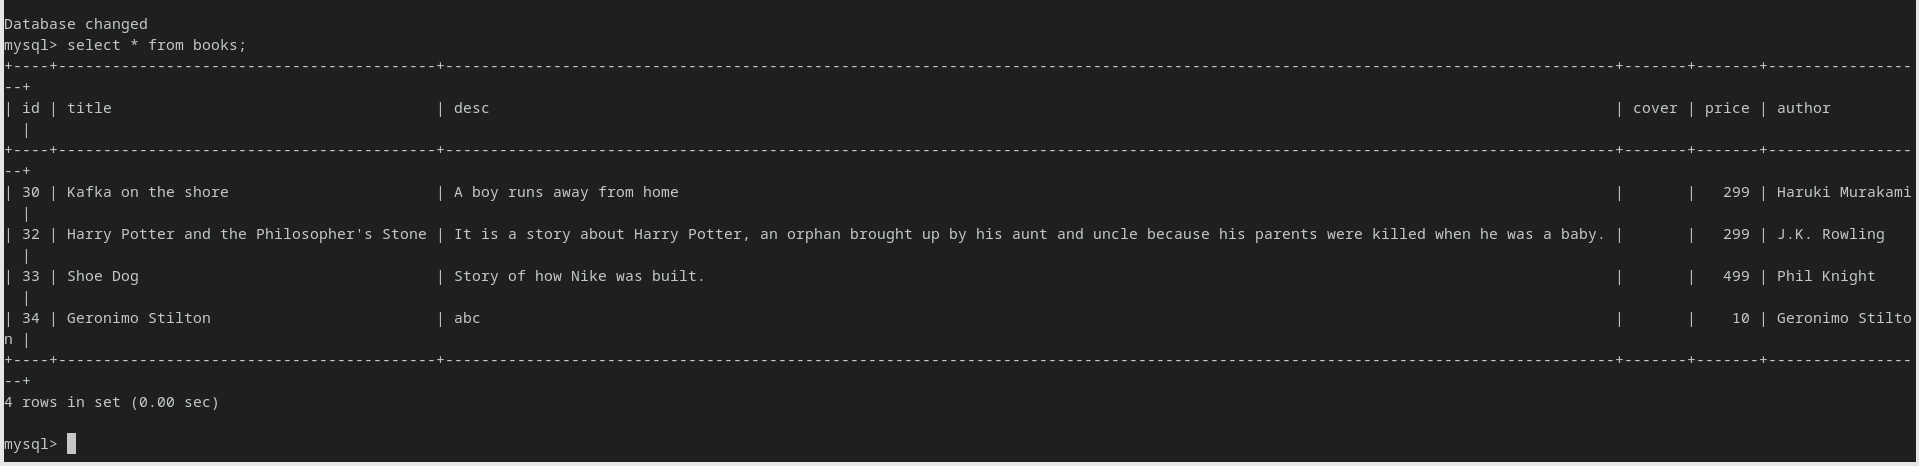 Database changed
mysql> select * from books;
+----+------------------------------------------+----------------------------------------------------------------------------------------------------------------------------------+-------+-------+----------------
--+
| id | title                                    | desc                                                                                                                             | cover | price | author
  |
+----+------------------------------------------+----------------------------------------------------------------------------------------------------------------------------------+-------+-------+----------------
--+
| 30 | Kafka on the shore                       | A boy runs away from home                                                                                                        |       |   299 | Haruki Murakami
  |
| 32 | Harry Potter and the Philosopher's Stone | It is a story about Harry Potter, an orphan brought up by his aunt and uncle because his parents were killed when he was a baby. |       |   299 | J.K. Rowling
  |
| 33 | Shoe Dog                                 | Story of how Nike was built.                                                                                                     |       |   499 | Phil Knight
  |
| 34 | Geronimo Stilton                         | abc                                                                                                                              |       |    10 | Geronimo Stilto
n |
+----+------------------------------------------+----------------------------------------------------------------------------------------------------------------------------------+-------+-------+----------------
--+
4 rows in set (0.00 sec)
mysql>